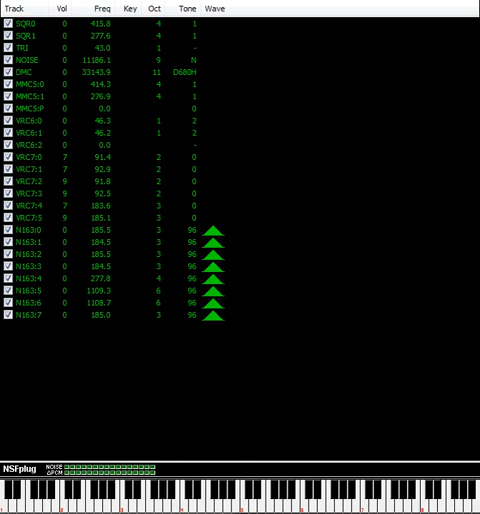 Track Vol Freq Key Oct Tone Wave
SQR0 0 415.8 4 1
SQR1 0 277.6 4 1
TRI 0 43.0 1 -
NOISE 0 11186.1 9 N
DMC 0 33143.9 11 D680H
MMC5:0 0 414.3 4 1
MMC5:1 0 276.9 4 1
MMC5:P 0 0.0 0
VRC6:0 0 46.3 1 2
VRC6:1 0 46.2 1 2
VRC6:2 0 0.0 -
VRC7:0 7 91.4 2 0
VRC7:1 7 92.9 2 0
VRC7:2 9 91.8 2 0
VRC7:3 9 92.5 2 0
VRC7:4 7 183.6 3 0
VRC7:5 9 185.1 3 0
N163:0 0 185.5 3 96
N163:1 0 184.5 3 96
N163:2 0 185.5 3 96
N163:3 0 184.5 3 96
N163:4 0 277.8 4 96
N163:5 0 1109.3 6 96
N163:6 0 1108.7 6 96
N163:7 0 185.0 3 96
NSFplug NOISE
ΔPCM
1 2 3 4 5 6 7 8